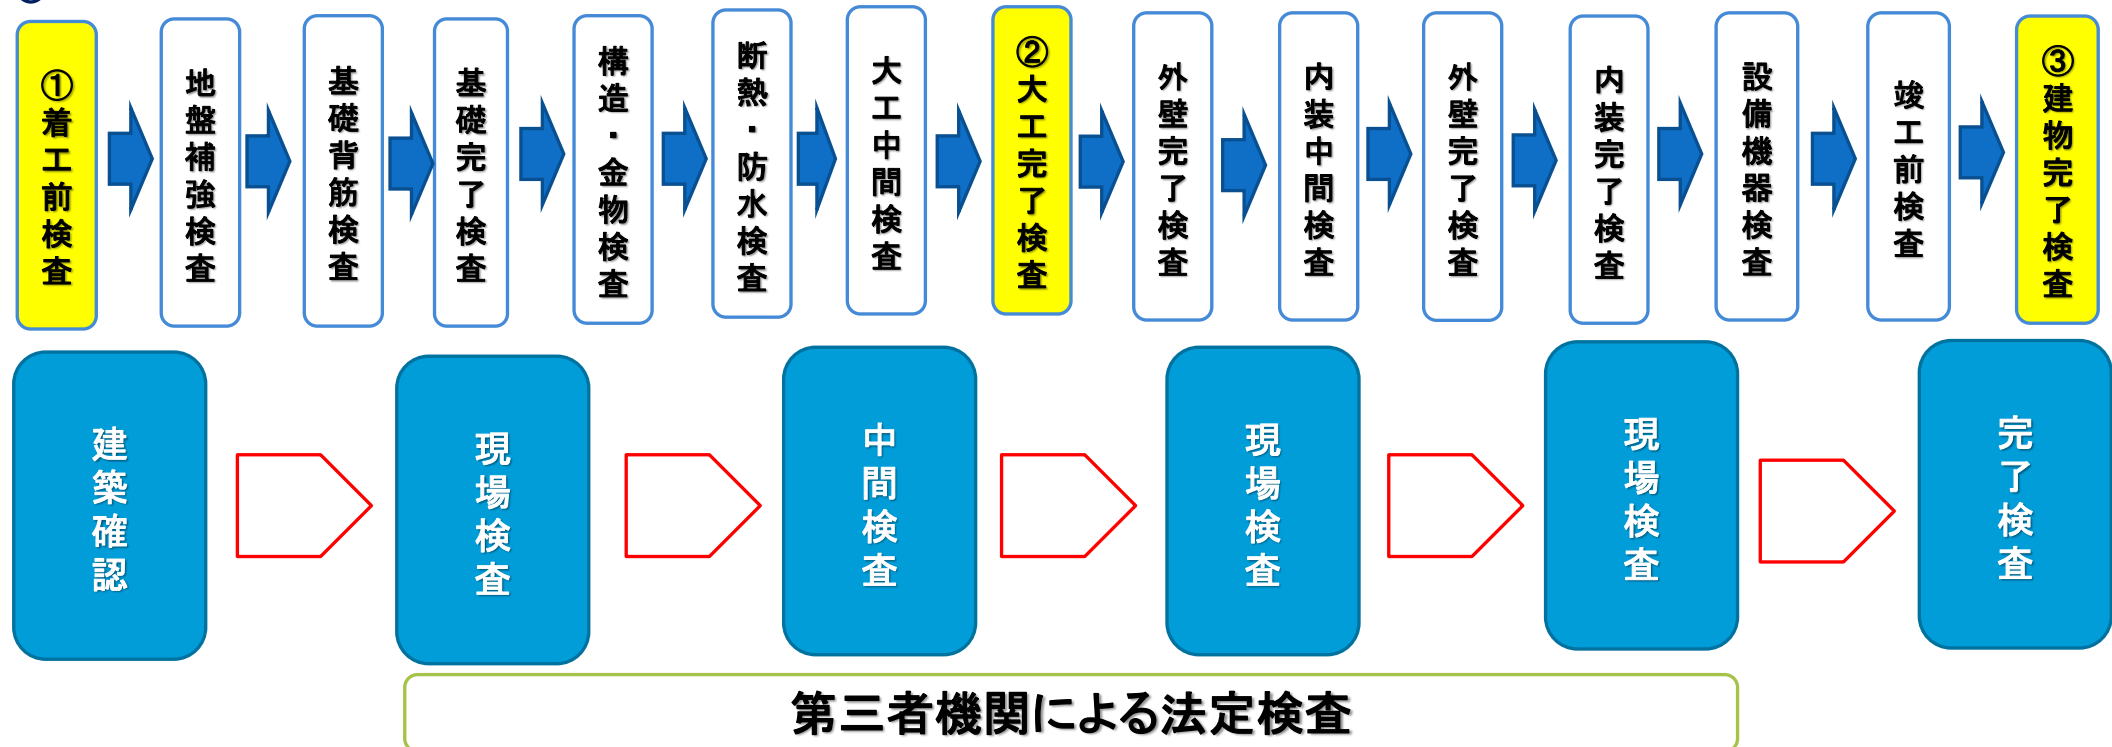 ①着工前検査
地盤補強検査
基礎背筋検査
基礎完了検査
構造・金物検査
断熱・防水検査
大工中間検査
②大工完了検査
外壁完了検査
内装中間検査
外壁完了検査
内装完了検査
設備機器検査
竣工前検査
③建物完了検査
建築確認
現場検査
中間検査
現場検査
現場検査
完了検査
第三者機関による法定検査